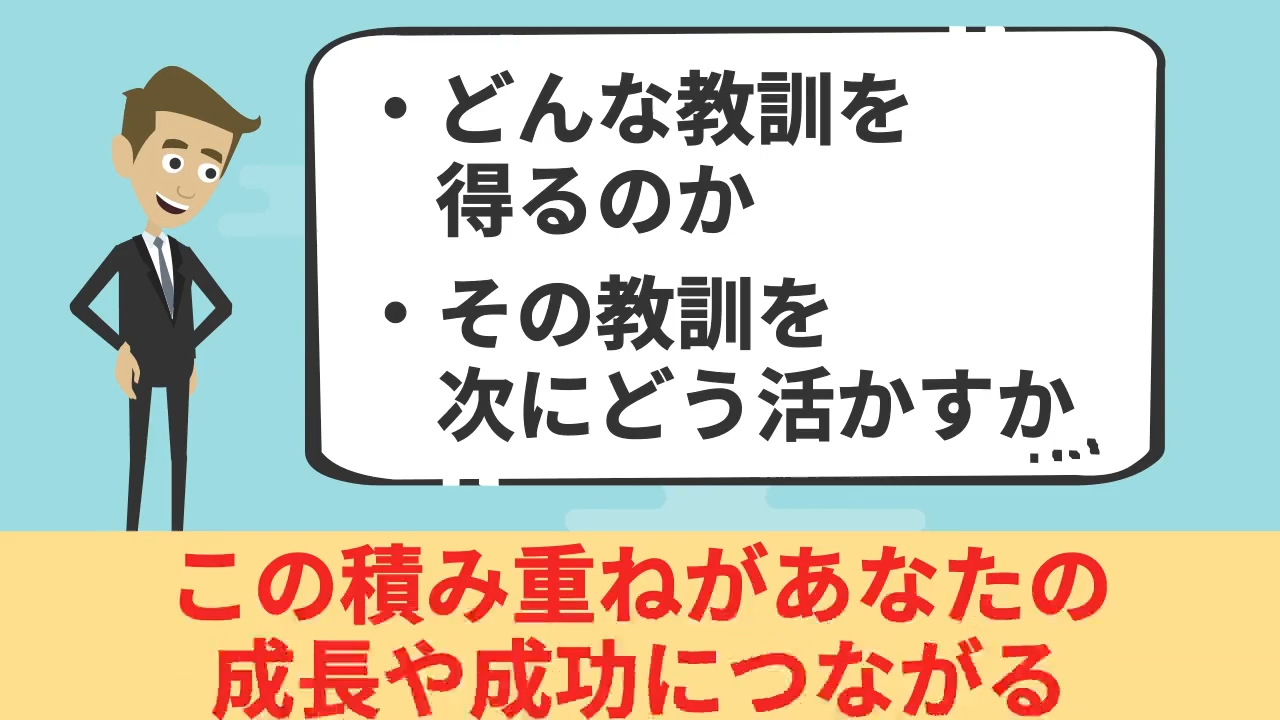 ・どんな教訓を
得るのか
・その教訓を
次にどう活かすか
この積み重ねがあなたの
成長や成功につながる